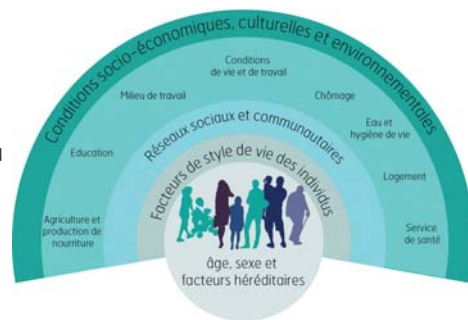 Conditions socio-économiques, culturelles et environnementales
Conditions
de vie et de travail
Milieu de travail
Chômage
Education
Eau et
hygiène de vie
Logement
Agriculture et
production de
nourriture
Service
de santé
Réseaux sociaux et communautaires
Facteurs de style de vie des individus
âge, sexe et
facteurs héréditaires